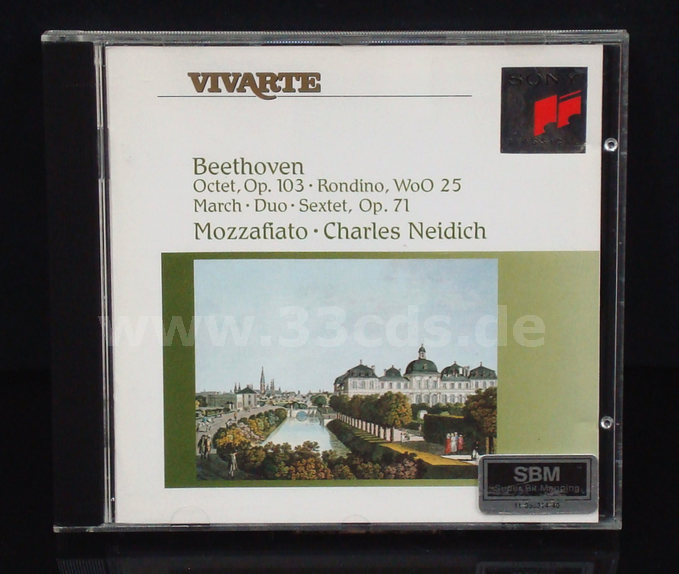 VIVARTE
SONY
Beethoven
Octet, Op. 103 · Rondino, WoO 25
March · Duo · Sextet, Op. 71
Mozzafiato · Charles Neidich
www.33cds.de
SBM
Super Bit Mapping